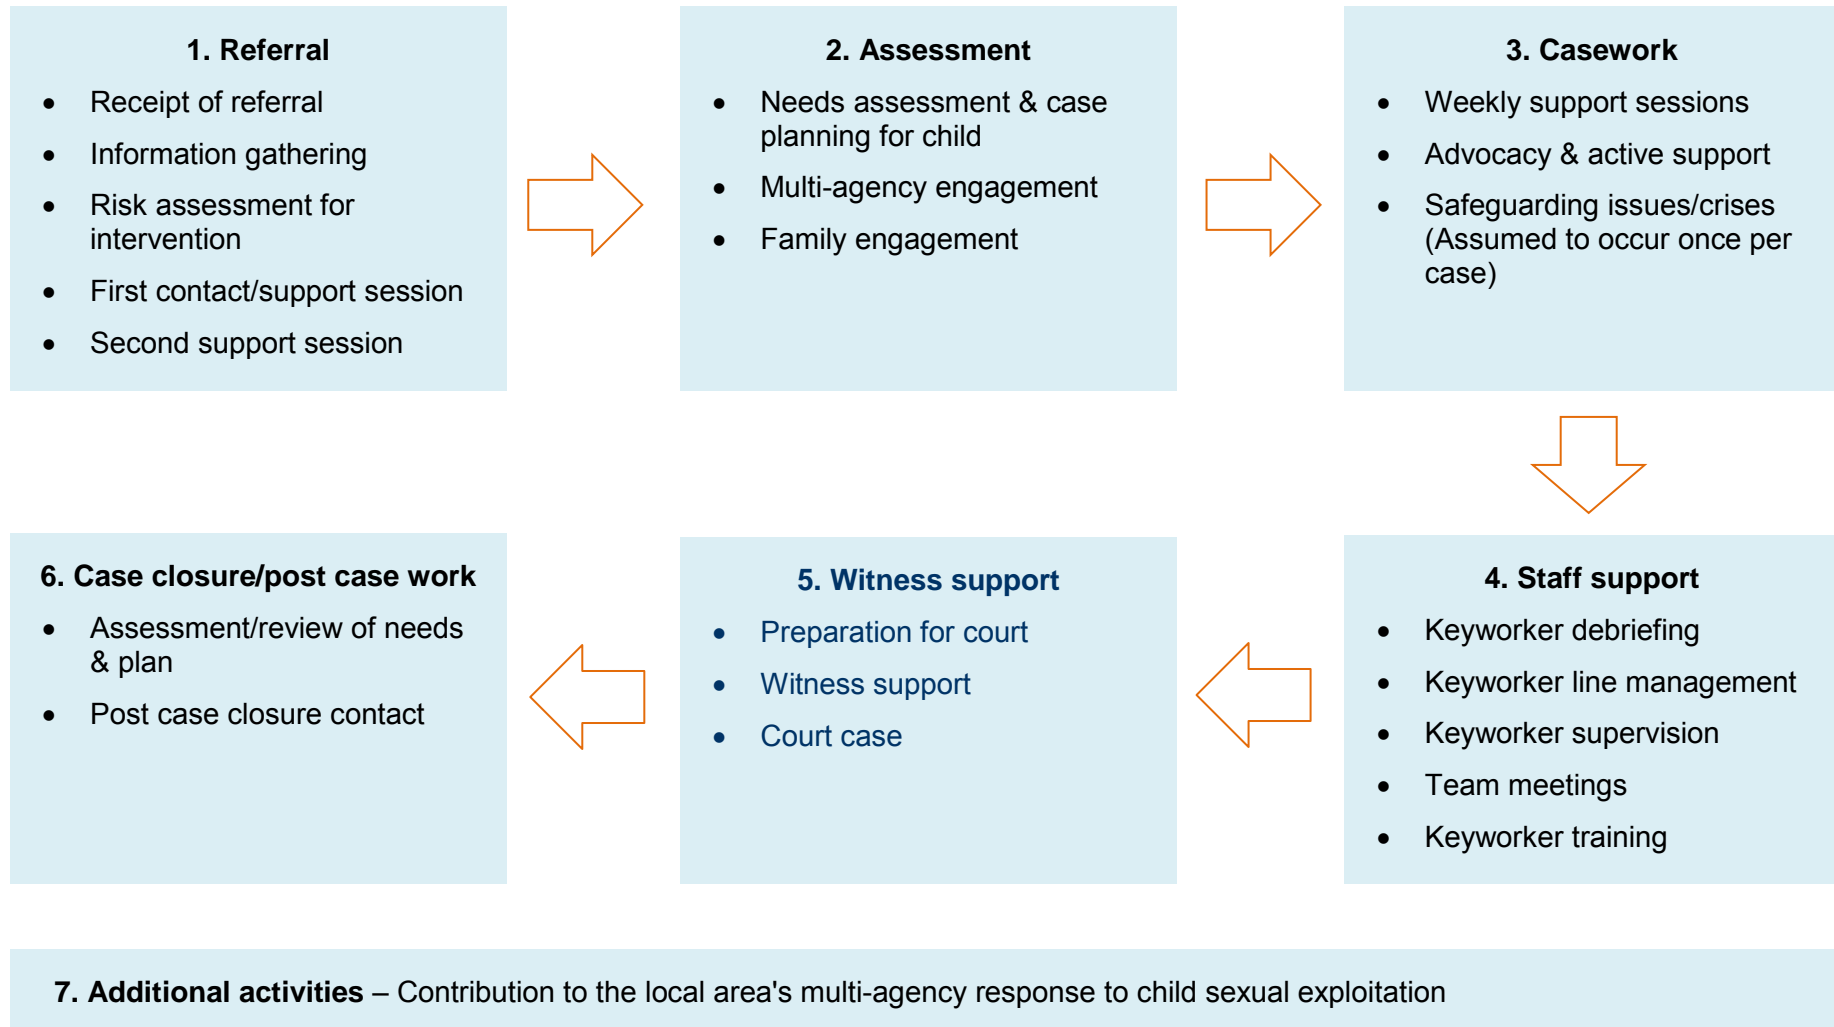 1. Referral
• Receipt of referral
• Information gathering
• Risk assessment for
intervention
• First contact/support session
• Second support session
2. Assessment
• Needs assessment & case
planning for child
• Multi-agency engagement
• Family engagement
3. Casework
• Weekly support sessions
• Advocacy & active support
• Safeguarding issues/crises
(Assumed to occur once per
case)
4. Staff support
• Keyworker debriefing
• Keyworker line management
• Keyworker supervision
• Team meetings
• Keyworker training
5. Witness support
• Preparation for court
• Witness support
• Court case
6. Case closure/post case work
• Assessment/review of needs
& plan
• Post case closure contact
7. Additional activities – Contribution to the local area's multi-agency response to child sexual exploitation